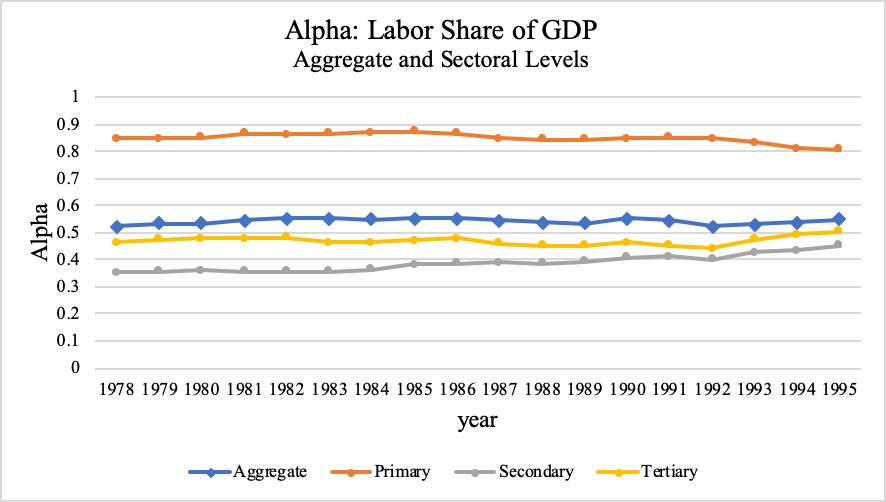 Alpha: Labor Share of GDP
Aggregate and Sectoral Levels
1
0.9
0.8
0.7
0.6
0.5
0.4
0.3
0.2
0.1
0
Alpha
1978 1979 1980 1981 1982 1983 1984 1985 1986 1987 1988 1989 1990 1991 1992 1993 1994 1995
year
Aggregate Primary Secondary Tertiary